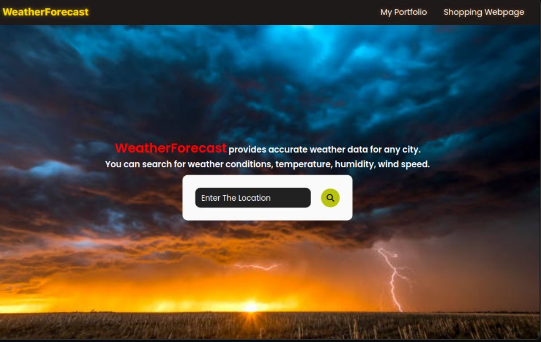 WeatherForecast
My Portfolio
Shopping Webpage
WeatherForecast provides accurate weather data for any city.
You can search for weather conditions, temperature, humidity, wind speed.
Enter The Location